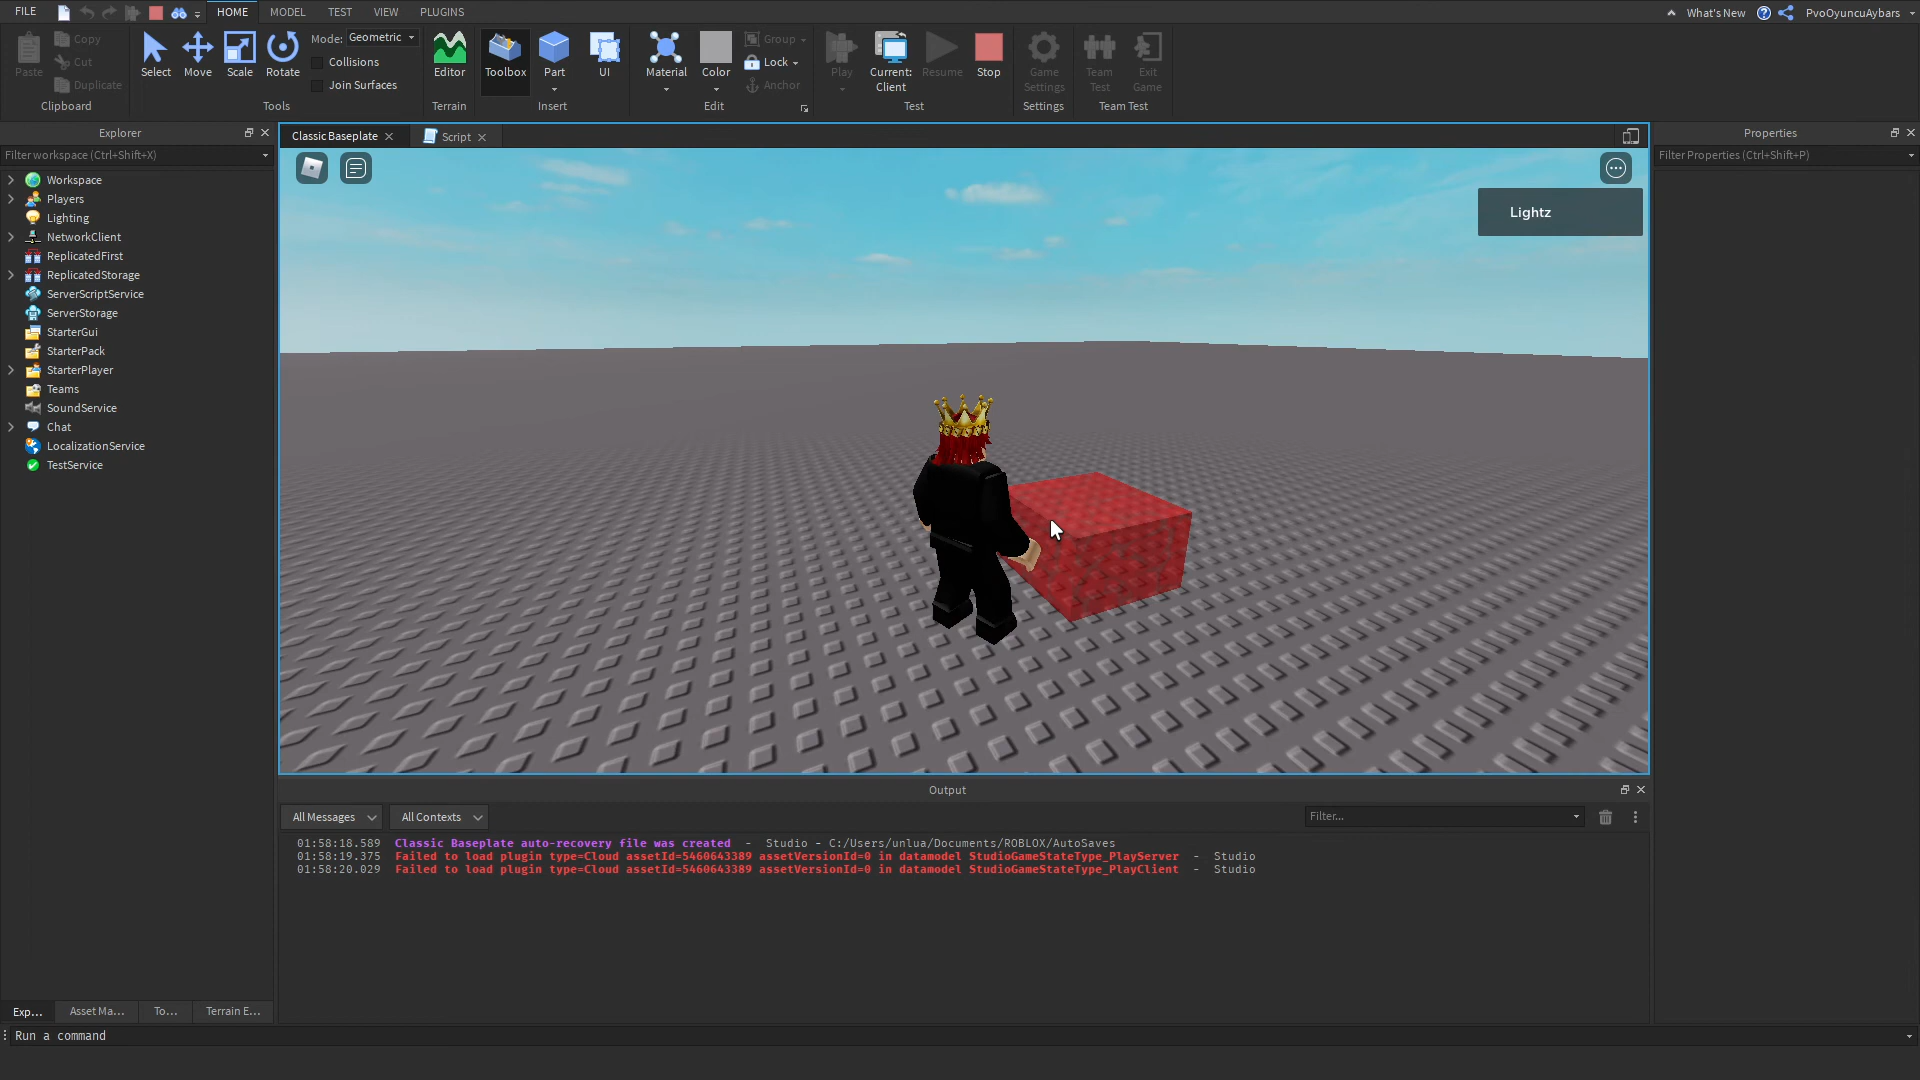 FILE HOME MODEL TEST VIEW PLUGINS What's New PvoOyuncuAybars
Paste Copy Cut Duplicate Clipboard
Select Move Scale Rotate Mode: Geometric Collisions Join Surfaces Tools
Editor Terrain
Toolbox Part UI Insert
Material Color Group Lock Anchor Edit
Play Current: Client Resume Stop Test
Game Settings Settings
Team Test Exit Game Team Test
Explorer
Filter workspace (Ctrl+Shift+X)
Workspace
Players
Lighting
NetworkClient
ReplicatedFirst
ReplicatedStorage
ServerScriptService
ServerStorage
StarterGui
StarterPack
StarterPlayer
Teams
SoundService
Chat
LocalizationService
TestService
Exp... Asset Ma... To... Terrain E...
Classic Baseplate Script
Lightz
Properties
Filter Properties (Ctrl+Shift+P)
Output
All Messages All Contexts Filter...
01:58:18.589 Classic Baseplate auto-recovery file was created - Studio - C:/Users/unlua/Documents/ROBLOX/AutoSaves
01:58:19.375 Failed to load plugin type=Cloud assetId=5460643389 assetVersionId=0 in datamodel StudioGameStateType_PlayServer - Studio
01:58:20.029 Failed to load plugin type=Cloud assetId=5460643389 assetVersionId=0 in datamodel StudioGameStateType_PlayClient - Studio
Run a command